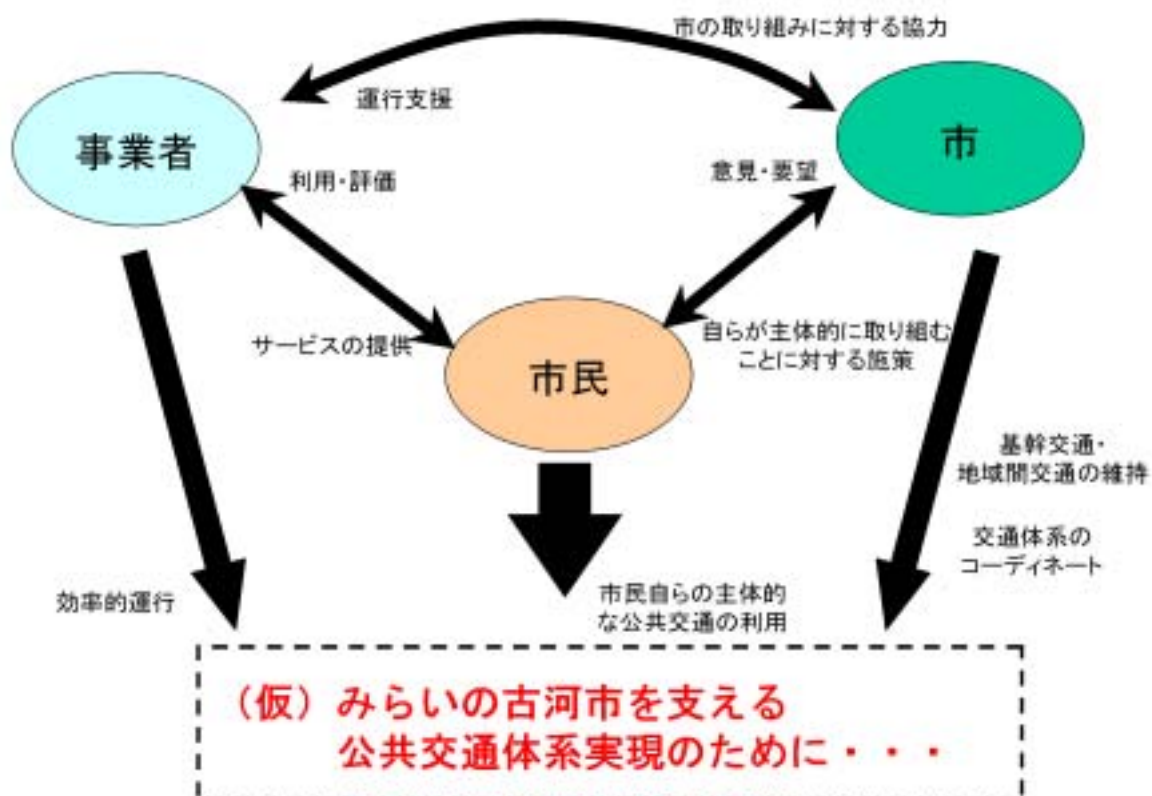 市の取り組みに対する協力
運行支援
事業者
市
利用・評価
意見・要望
サービスの提供
自らが主体的に取り組む
ことに対する施策
市民
基幹交通・
地域間交通の維持
交通体系の
コーディネート
効率的運行
市民自らの主体的
な公共交通の利用
（仮）みらいの古河市を支える
公共交通体系実現のために・・・